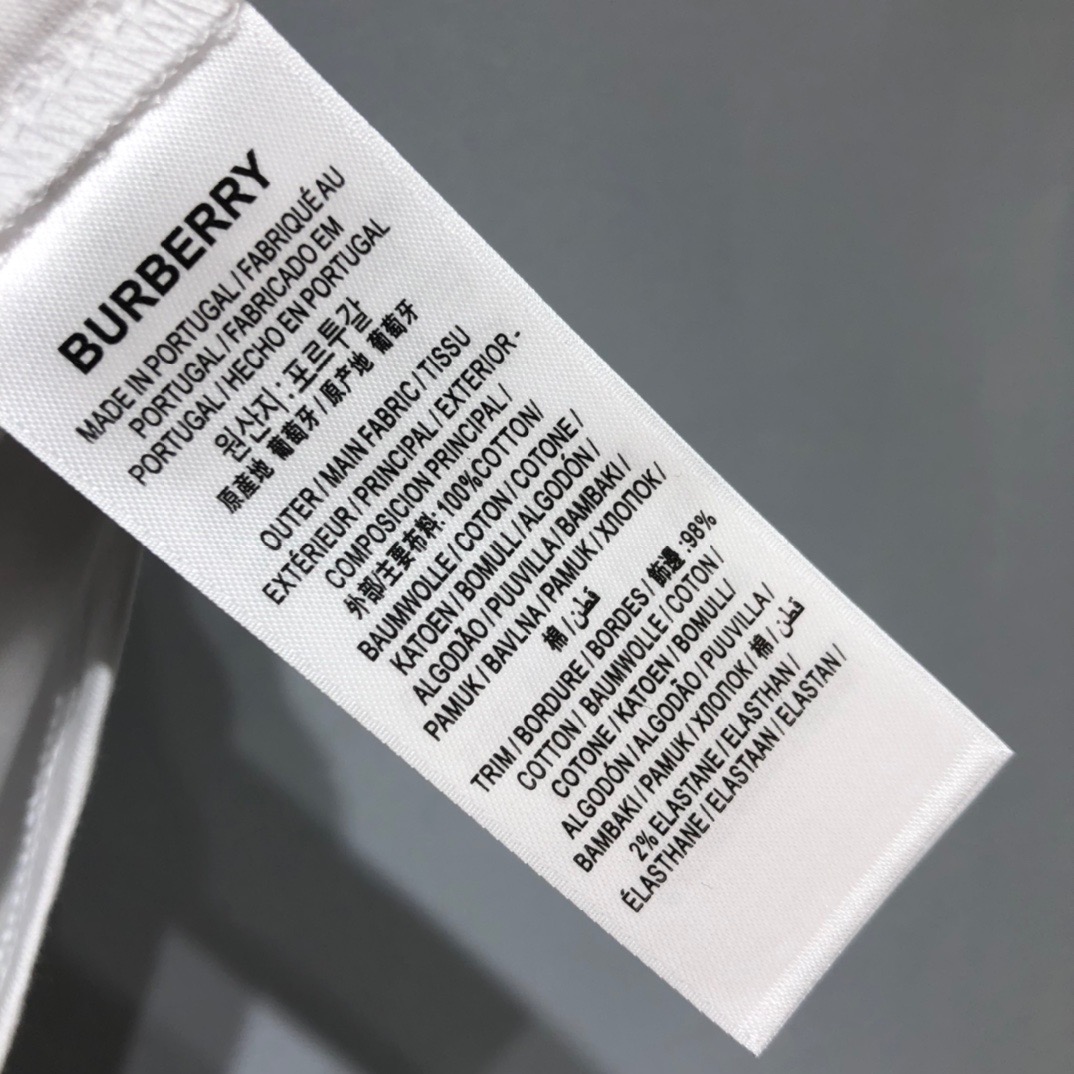 BURBERRY
MADE IN PORTUGAL / FABRIQUÉ AU
PORTUGAL / FABRICADO EM
PORTUGAL / HECHO EN PORTUGAL
원산지 : 포르투갈
原産地 葡萄牙 / 原产地 葡萄牙
OUTER / MAIN FABRIC / TISSU
EXTÉRIEUR / PRINCIPAL / EXTERIOR -
COMPOSICION PRINCIPAL /
外部/主要布料: 100%COTTON/
BAUMWOLLE / COTON / COTONE /
KATOEN / BOMULL / ALGODÓN /
ALGODÃO / PUUVILLA / BAMBAKI /
PAMUK / BAVLNA / PAMUK / ХЛОПОК /
棉 / قطن
TRIM / BORDURE / BORDES / 飾邊 :98%
COTTON / BAUMWOLLE / COTON /
COTONE / KATOEN / BOMULL /
ALGODÓN / ALGODÃO / PUUVILLA /
BAMBAKI / PAMUK / ХЛОПОК / 棉 / قطن
2% ELASTANE / ELASTHAN /
ÉLASTHANE / ELASTAAN / ELASTAN /